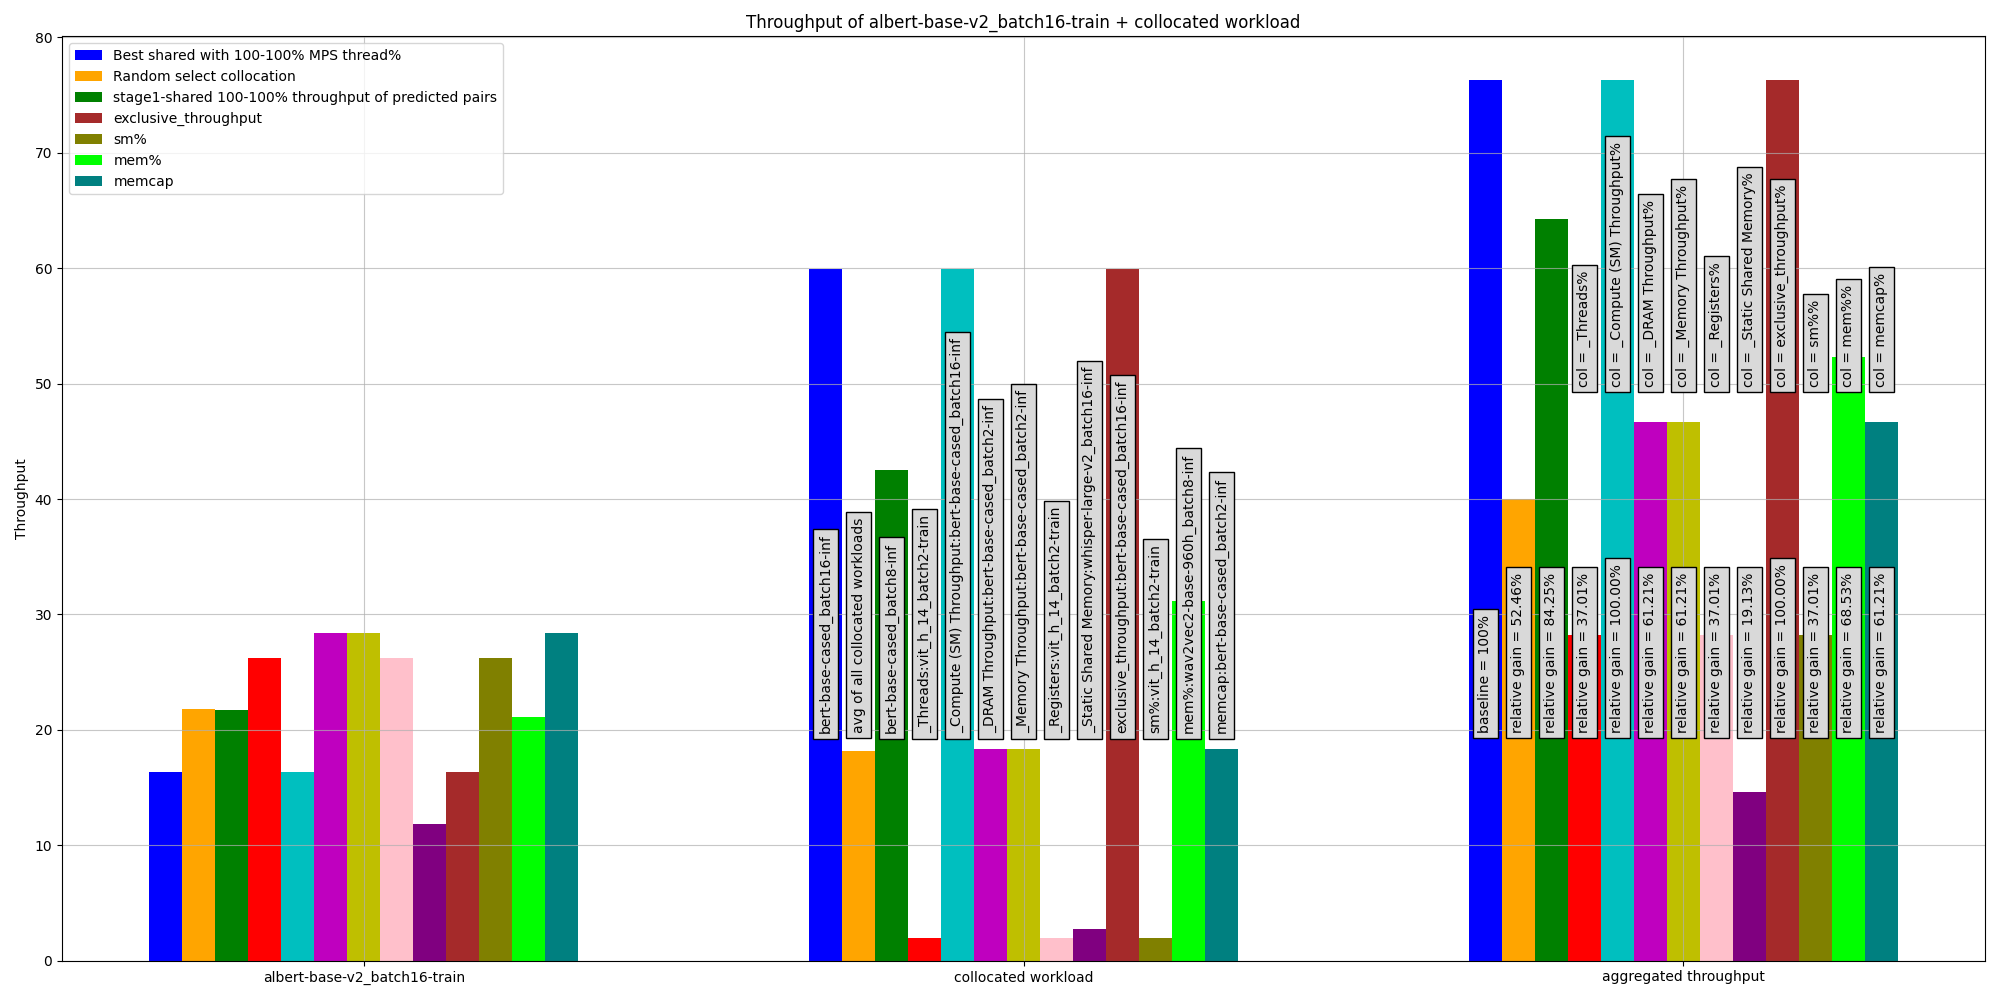 Throughput of albert-base-v2_batch16-train + collocated workload
Best shared with 100-100% MPS thread%
Random select collocation
stage1-shared 100-100% throughput of predicted pairs
exclusive_throughput
sm%
mem%
memcap
Throughput
80
70
60
50
40
30
20
10
0
bert-base-cased_batch16-inf
avg of all collocated workloads
bert-base-cased_batch8-inf
_Threads:vit_h_14_batch2-train
_Compute (SM) Throughput:bert-base-cased_batch16-inf
_DRAM Throughput:bert-base-cased_batch2-inf
_Memory Throughput:bert-base-cased_batch2-inf
_Registers:vit_h_14_batch2-train
_Static Shared Memory:whisper-large-v2_batch16-inf
exclusive_throughput:bert-base-cased_batch16-inf
sm%:vit_h_14_batch2-train
mem%:wav2vec2-base-960h_batch8-inf
memcap:bert-base-cased_batch2-inf
col = _Threads%
col = _Compute (SM) Throughput%
col = _DRAM Throughput%
col = _Memory Throughput%
col = _Registers%
col = _Static Shared Memory%
col = exclusive_throughput%
col = sm%%
col = mem%%
col = memcap%
baseline = 100%
relative gain = 52.46%
relative gain = 84.25%
relative gain = 37.01%
relative gain = 100.00%
relative gain = 61.21%
relative gain = 61.21%
relative gain = 37.01%
relative gain = 19.13%
relative gain = 100.00%
relative gain = 37.01%
relative gain = 68.53%
relative gain = 61.21%
albert-base-v2_batch16-train
collocated workload
aggregated throughput